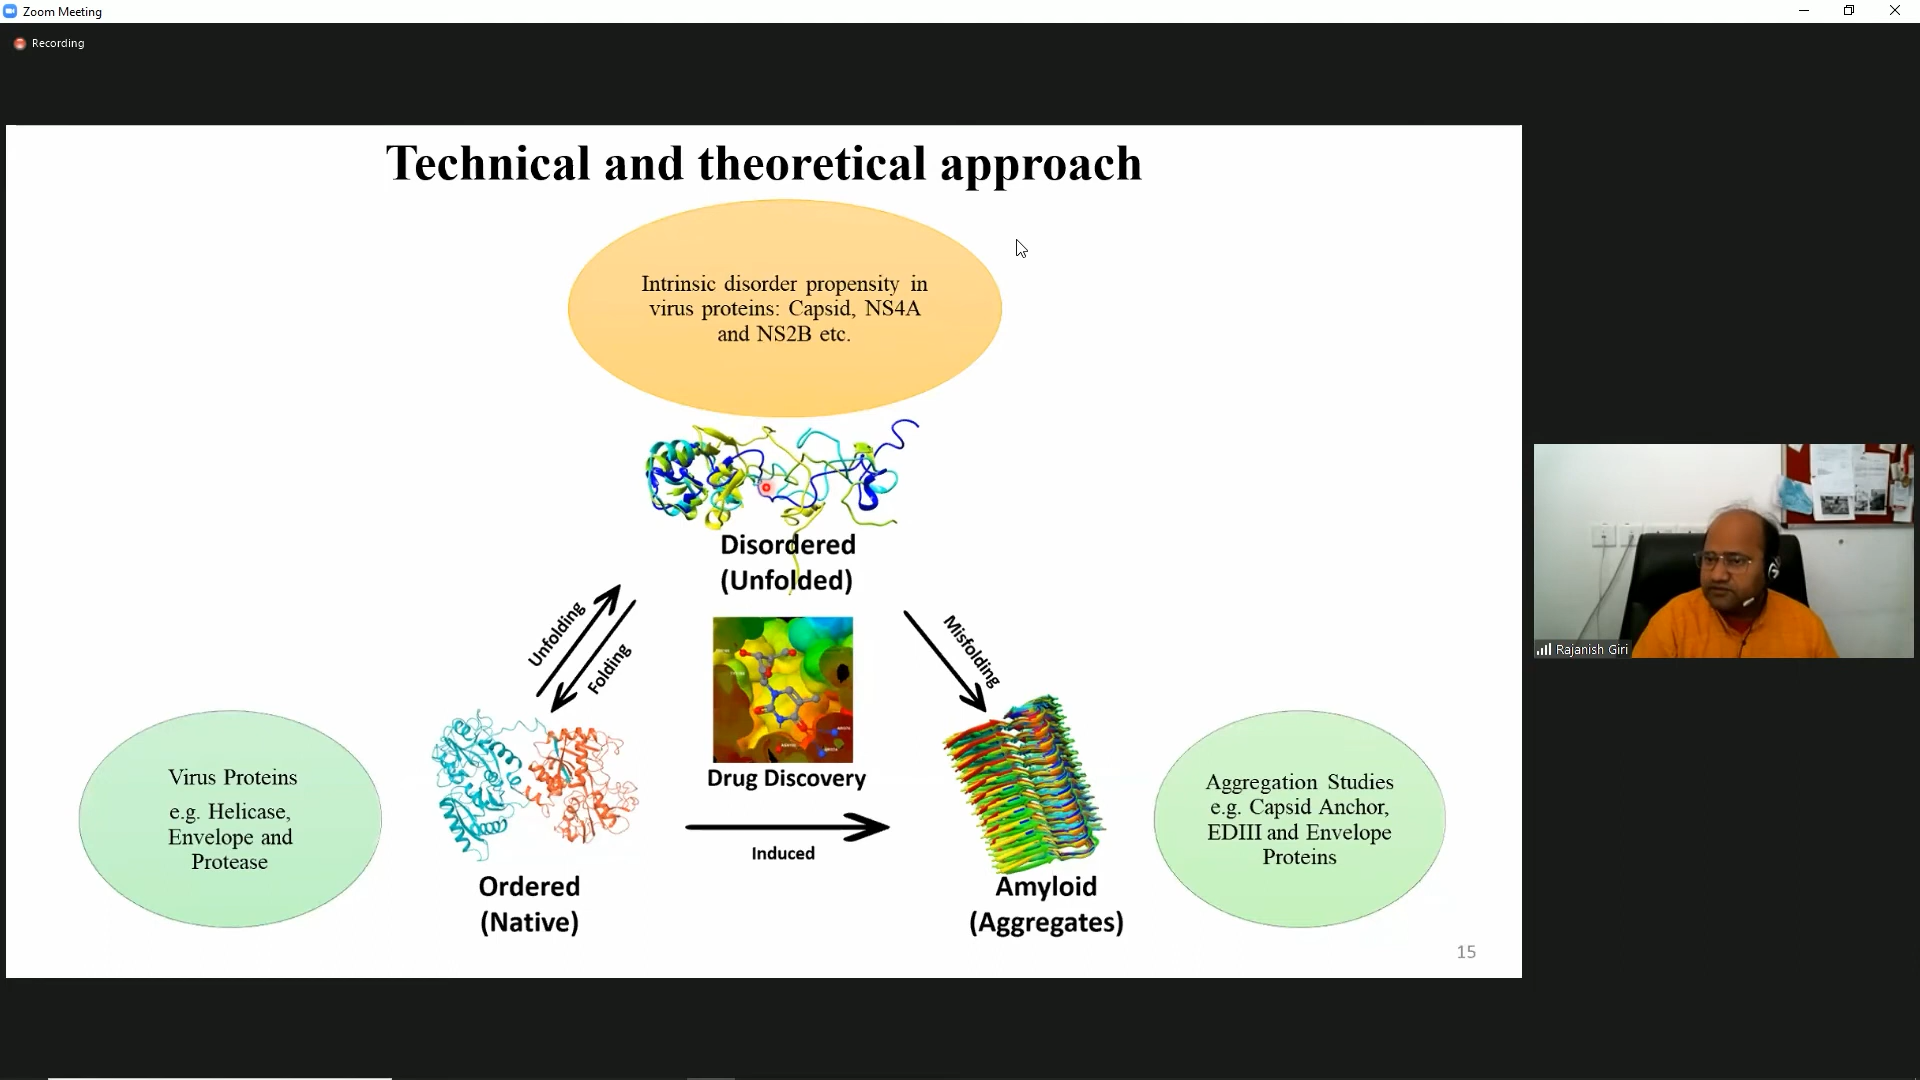 Zoom Meeting
Recording
Technical and theoretical approach
Intrinsic disorder propensity in
virus proteins: Capsid, NS4A
and NS2B etc.
Disordered
(Unfolded)
Unfolding
Folding
Misfolding
Drug Discovery
Induced
Virus Proteins
e.g. Helicase,
Envelope and
Protease
Ordered
(Native)
Amyloid
(Aggregates)
Aggregation Studies
e.g. Capsid Anchor,
EDIII and Envelope
Proteins
15
Rajanish Giri